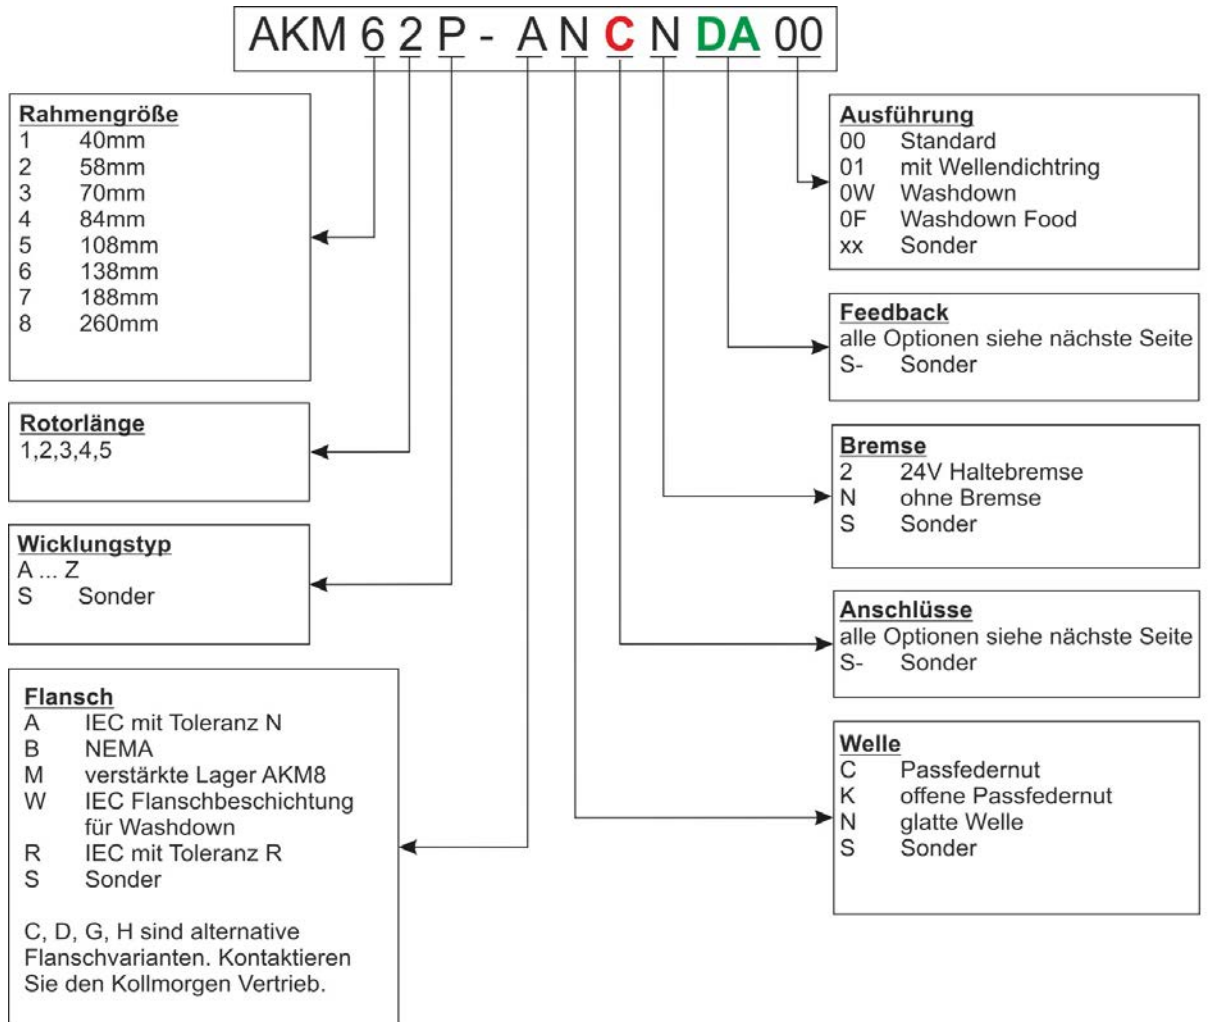 AKM 6 2 P - A N C N DA 00
Rahmengröße
1 40mm
2 58mm
3 70mm
4 84mm
5 108mm
6 138mm
7 188mm
8 260mm
Rotorlänge
1,2,3,4,5
Wicklungstyp
A ... Z
S Sonder
Flansch
A IEC mit Toleranz N
B NEMA
M verstärkte Lager AKM8
W IEC Flanschbeschichtung
für Washdown
R IEC mit Toleranz R
S Sonder
C, D, G, H sind alternative
Flanschvarianten. Kontaktieren
Sie den Kollmorgen Vertrieb.
Ausführung
00 Standard
01 mit Wellendichtring
0W Washdown
0F Washdown Food
xx Sonder
Feedback
alle Optionen siehe nächste Seite
S- Sonder
Bremse
2 24V Haltebremse
N ohne Bremse
S Sonder
Anschlüsse
alle Optionen siehe nächste Seite
S- Sonder
Welle
C Passfedernut
K offene Passfedernut
N glatte Welle
S Sonder